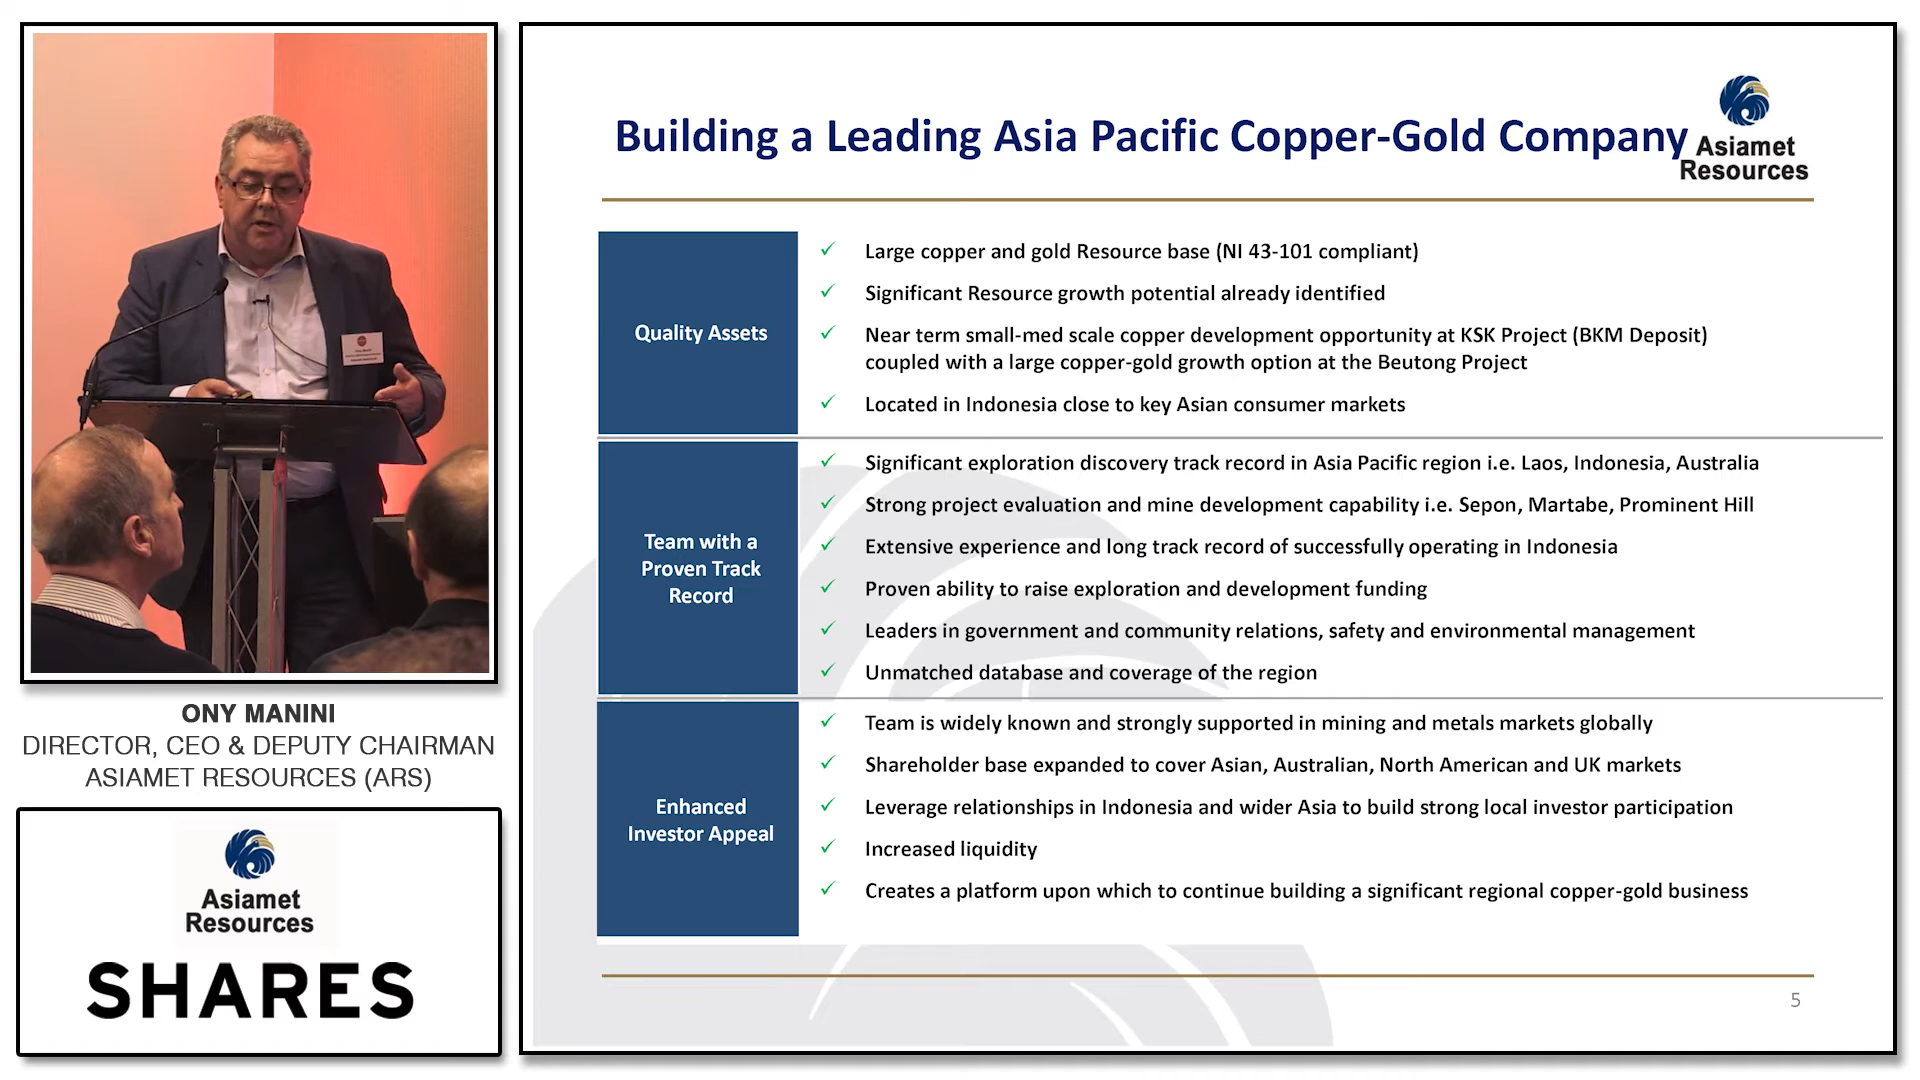 ONY MANINI
DIRECTOR, CEO & DEPUTY CHAIRMAN
ASIAMET RESOURCES (ARS)
Asiamet
Resources
SHARES
Building a Leading Asia Pacific Copper-Gold Company
Asiamet
Resources
Quality Assets
✓ Large copper and gold Resource base (NI 43-101 compliant)
✓ Significant Resource growth potential already identified
✓ Near term small-med scale copper development opportunity at KSK Project (BKM Deposit)
coupled with a large copper-gold growth option at the Beutong Project
✓ Located in Indonesia close to key Asian consumer markets
Team with a
Proven Track
Record
✓ Significant exploration discovery track record in Asia Pacific region i.e. Laos, Indonesia, Australia
✓ Strong project evaluation and mine development capability i.e. Sepon, Martabe, Prominent Hill
✓ Extensive experience and long track record of successfully operating in Indonesia
✓ Proven ability to raise exploration and development funding
✓ Leaders in government and community relations, safety and environmental management
✓ Unmatched database and coverage of the region
Enhanced
Investor Appeal
✓ Team is widely known and strongly supported in mining and metals markets globally
✓ Shareholder base expanded to cover Asian, Australian, North American and UK markets
✓ Leverage relationships in Indonesia and wider Asia to build strong local investor participation
✓ Increased liquidity
✓ Creates a platform upon which to continue building a significant regional copper-gold business
5